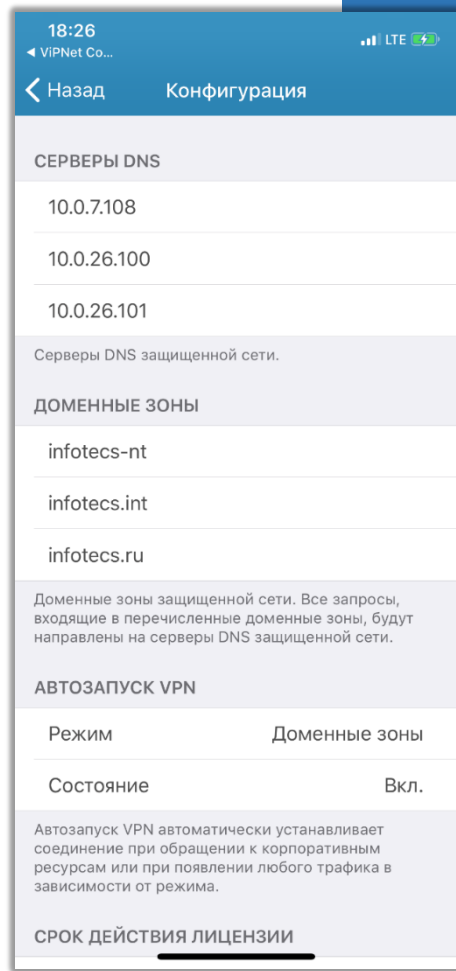 18:26
LTE
◀ ViPNet Co...
Назад
Конфигурация
СЕРВЕРЫ DNS
10.0.7.108
10.0.26.100
10.0.26.101
Серверы DNS защищенной сети.
ДОМЕННЫЕ ЗОНЫ
infotecs-nt
infotecs.int
infotecs.ru
Доменные зоны защищенной сети. Все запросы,
входящие в перечисленные доменные зоны, будут
направлены на серверы DNS защищенной сети.
АВТОЗАПУСК VPN
Режим Доменные зоны
Состояние Вкл.
Автозапуск VPN автоматически устанавливает
соединение при обращении к корпоративным
ресурсам или при появлении любого трафика в
зависимости от режима.
СРОК ДЕЙСТВИЯ ЛИЦЕНЗИИ